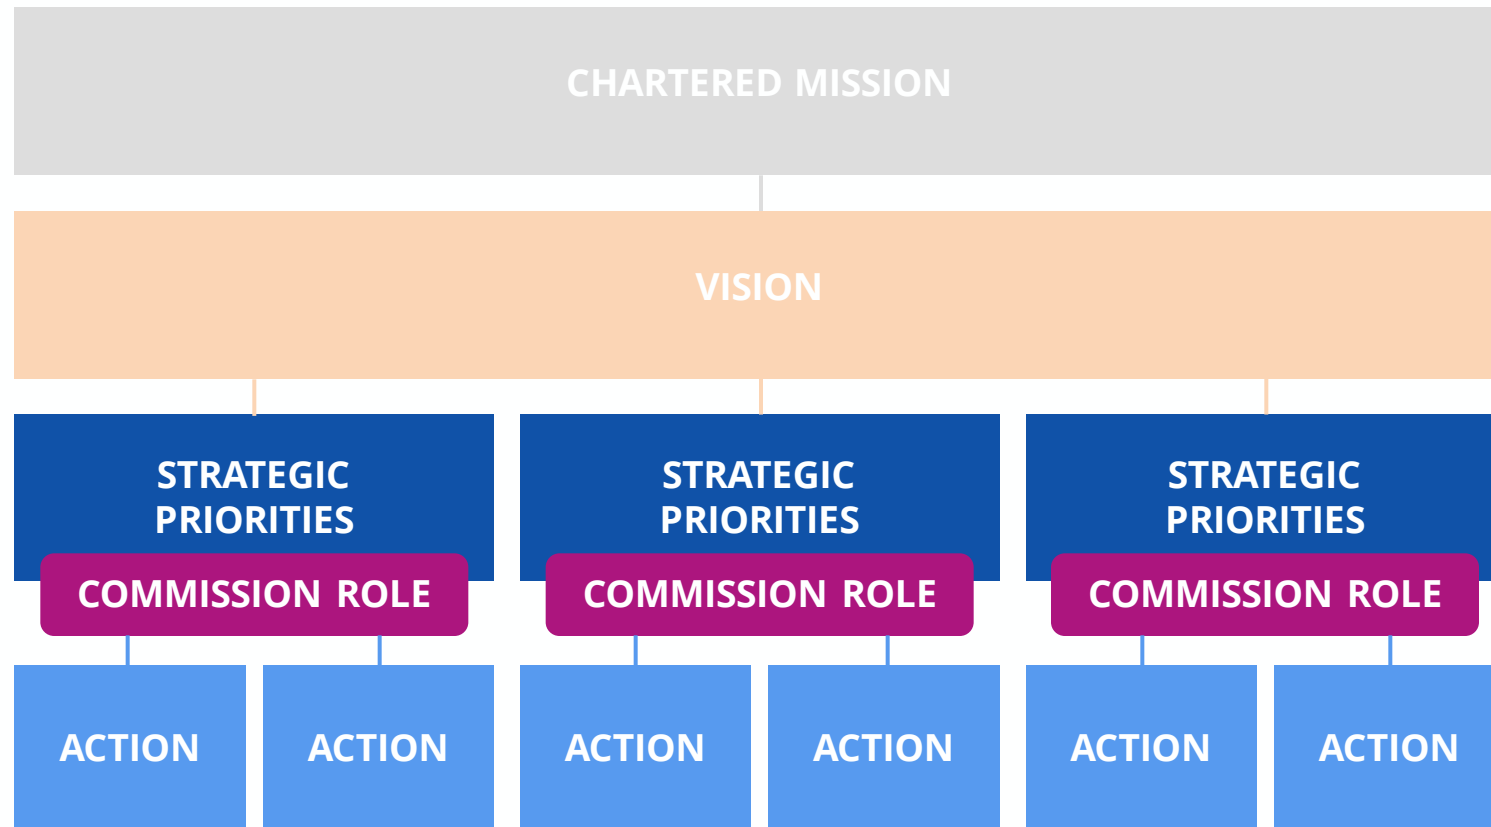 CHARTERED MISSION
VISION
STRATEGIC
PRIORITIES
COMMISSION ROLE
STRATEGIC
PRIORITIES
COMMISSION ROLE
STRATEGIC
PRIORITIES
COMMISSION ROLE
ACTION
ACTION
ACTION
ACTION
ACTION
ACTION